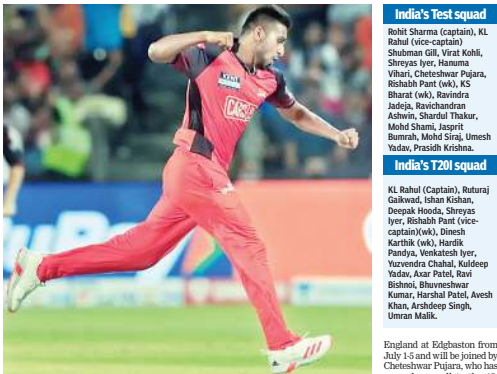 KENT
India's Test squad
Rohit Sharma (captain), KL
Rahul (vice-captain)
Shubman Gill, Virat Kohli,
Shreyas Iyer, Hanuma
Vihari, Cheteshwar Pujara,
Rishabh Pant (wk), KS
Bharat (wk), Ravindra
Jadeja, Ravichandran
Ashwin, Shardul Thakur,
Mohd Shami, Jasprit
Bumrah, Mohd Siraj, Umesh
Yadav, Prasidh Krishna.
India's T20I squad
KL Rahul (Captain), Ruturaj
Gaikwad, Ishan Kishan,
Deepak Hooda, Shreyas
Iyer, Rishabh Pant (vice-
captain)(wk), Dinesh
Karthik (wk), Hardik
Pandya, Venkatesh Iyer,
Yuzvendra Chahal, Kuldeep
Yadav, Axar Patel, Ravi
Bishnoi, Bhuvneshwar
Kumar, Harshal Patel, Avesh
Khan, Arshdeep Singh,
Umran Malik.
England at Edgbaston from
July 1-5 and will be joined by
Cheteshwar Pujara, who has